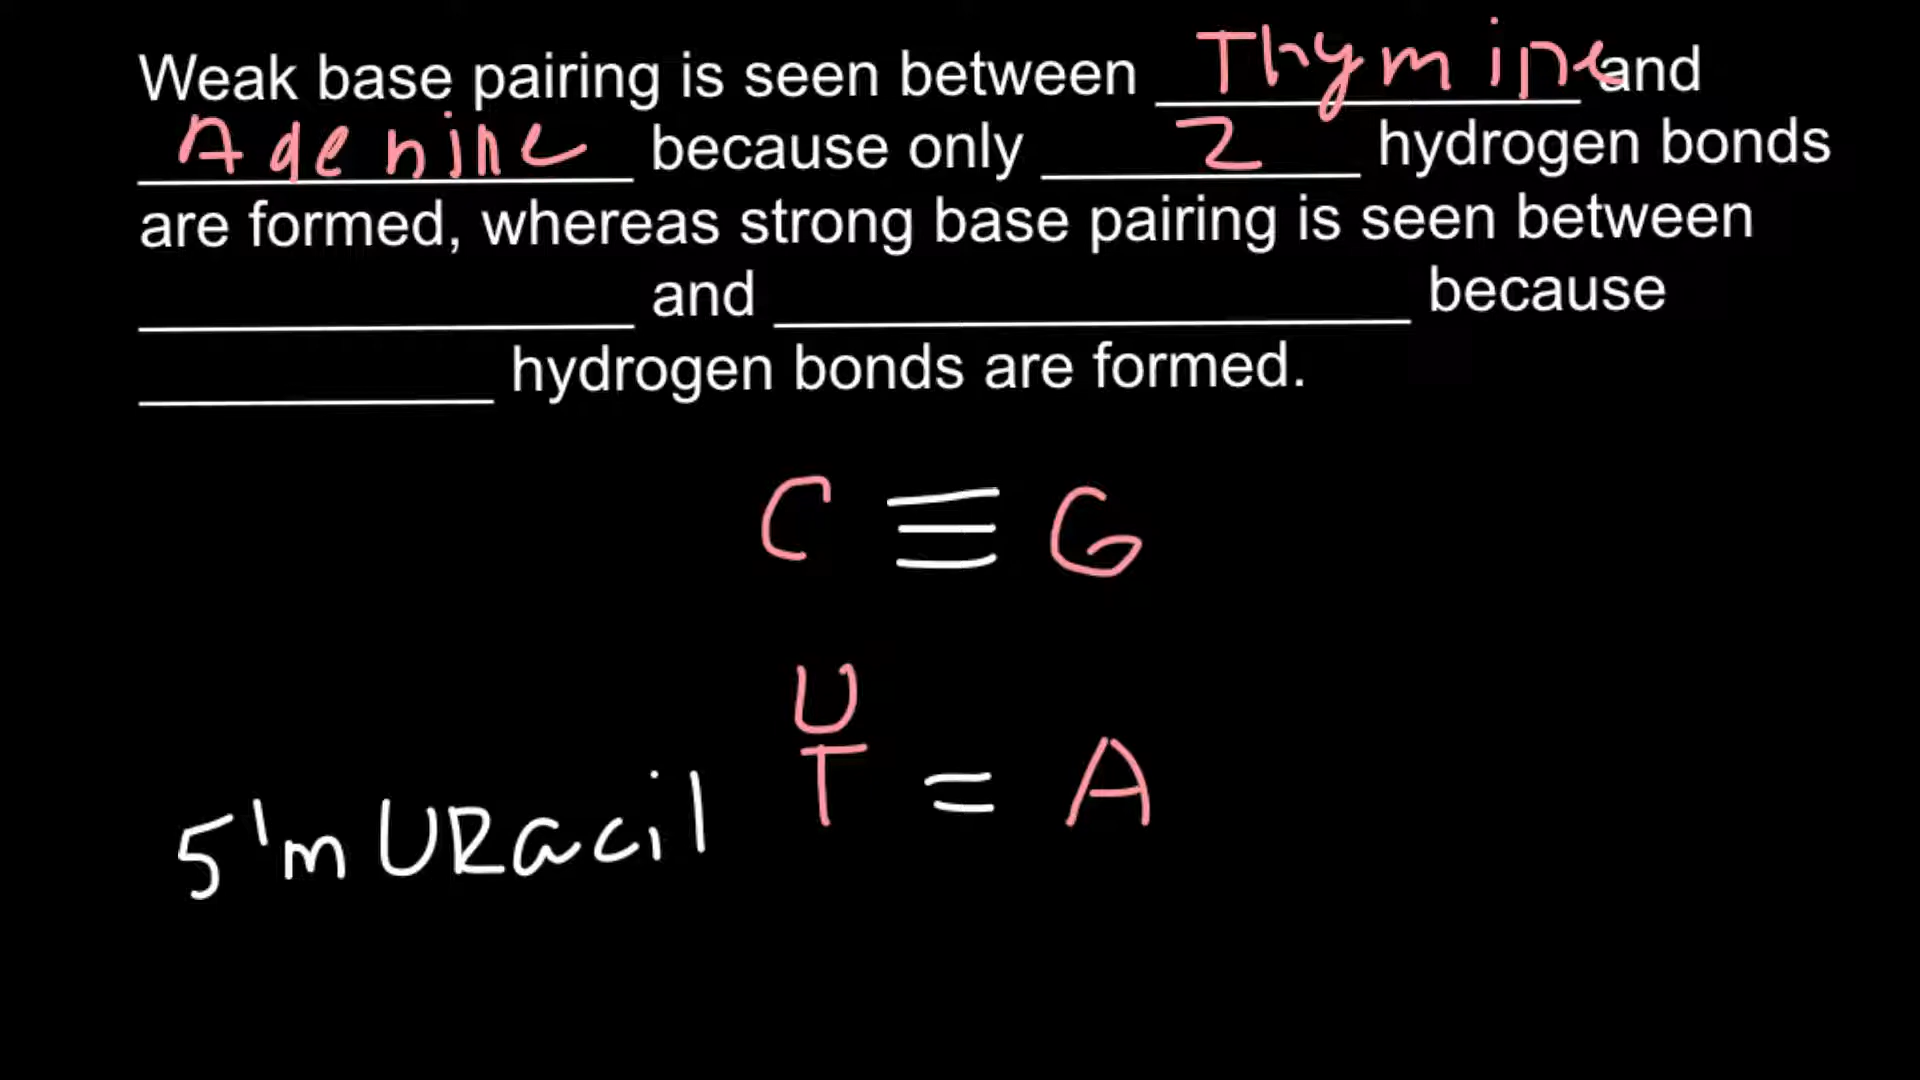 Weak base pairing is seen between Thymine and
Adenine because only 2 hydrogen bonds
are formed, whereas strong base pairing is seen between
and because
hydrogen bonds are formed.
C ≡ G
U
T = A
5'm URacil